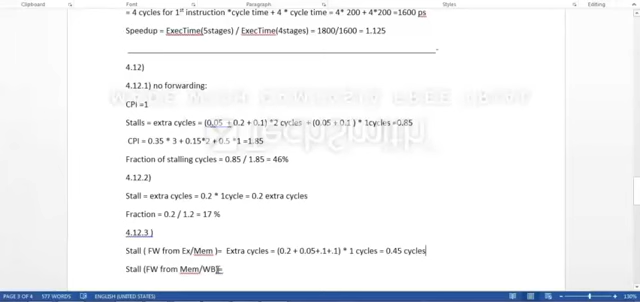 Clipboard
Font
Paragraph
Styles
Editing
= 4 cycles for 1st instruction *cycle time + 4 * cycle time = 4* 200 + 4*200 =1600 ps
Speedup = ExecTime(5stages) / ExecTime(4stages) = 1800/1600 = 1.125
4.12)
4.12.1) no forwarding:
CPI =1
Stalls = extra cycles = (0.05 + 0.2 + 0.1) *2 cycles + (0.05 + 0.1 ) * 1cycles =0.85
CPI = 0.35 * 3 + 0.15*2 + 0.5 *1 =1.85
Fraction of stalling cycles = 0.85 / 1.85 = 46%
4.12.2)
Stall = extra cycles = 0.2 * 1cycle = 0.2 extra cycles
Fraction = 0.2 / 1.2 = 17 %
4.12.3 )
Stall ( FW from Ex/Mem )= Extra cycles = (0.2 + 0.05+.1+.1) * 1 cycles = 0.45 cycles
Stall (FW from Mem/WB)=
PAGE 3 OF 4 577 WORDS ENGLISH (UNITED STATES) 130%
TechSmith